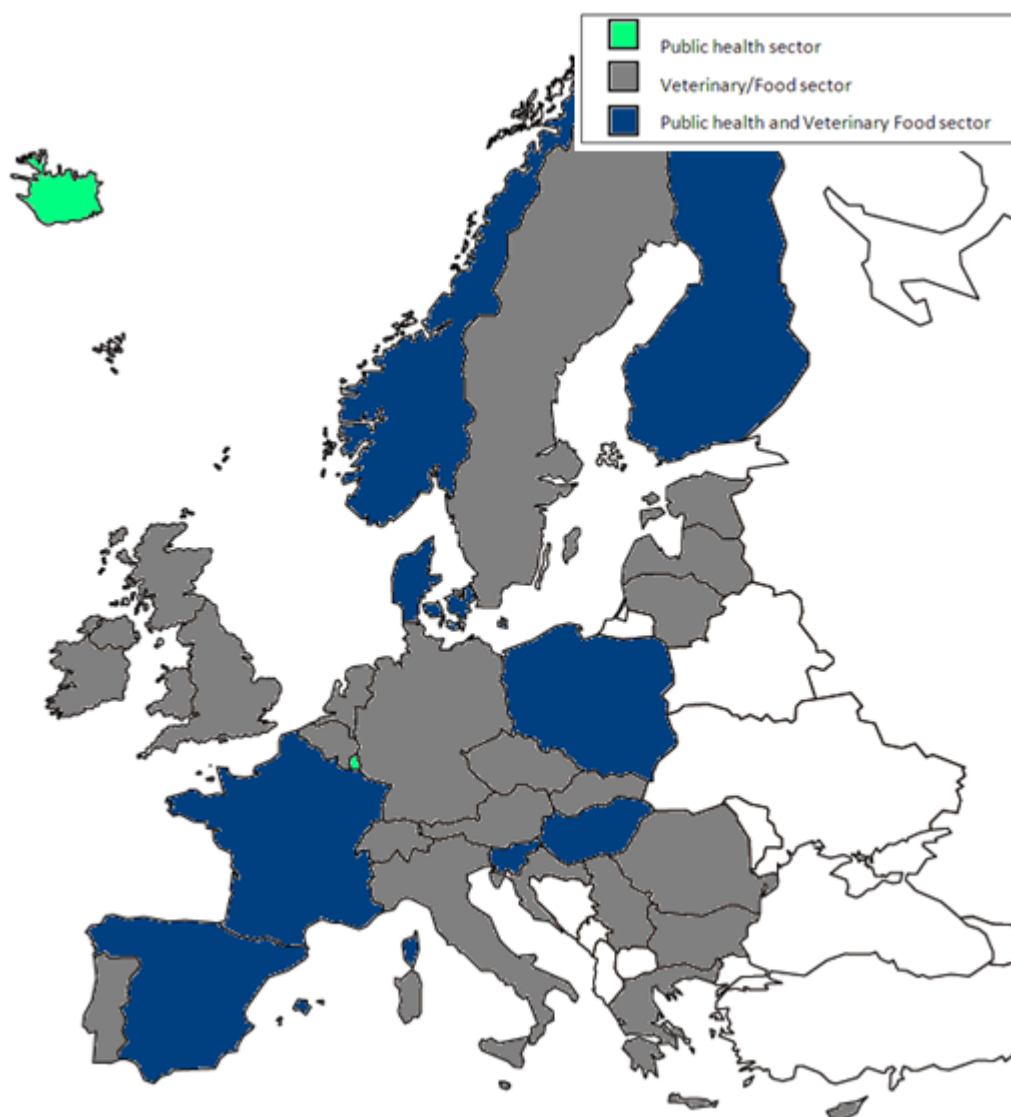 Public health sector
Veterinary/Food sector
Public health and Veterinary Food sector